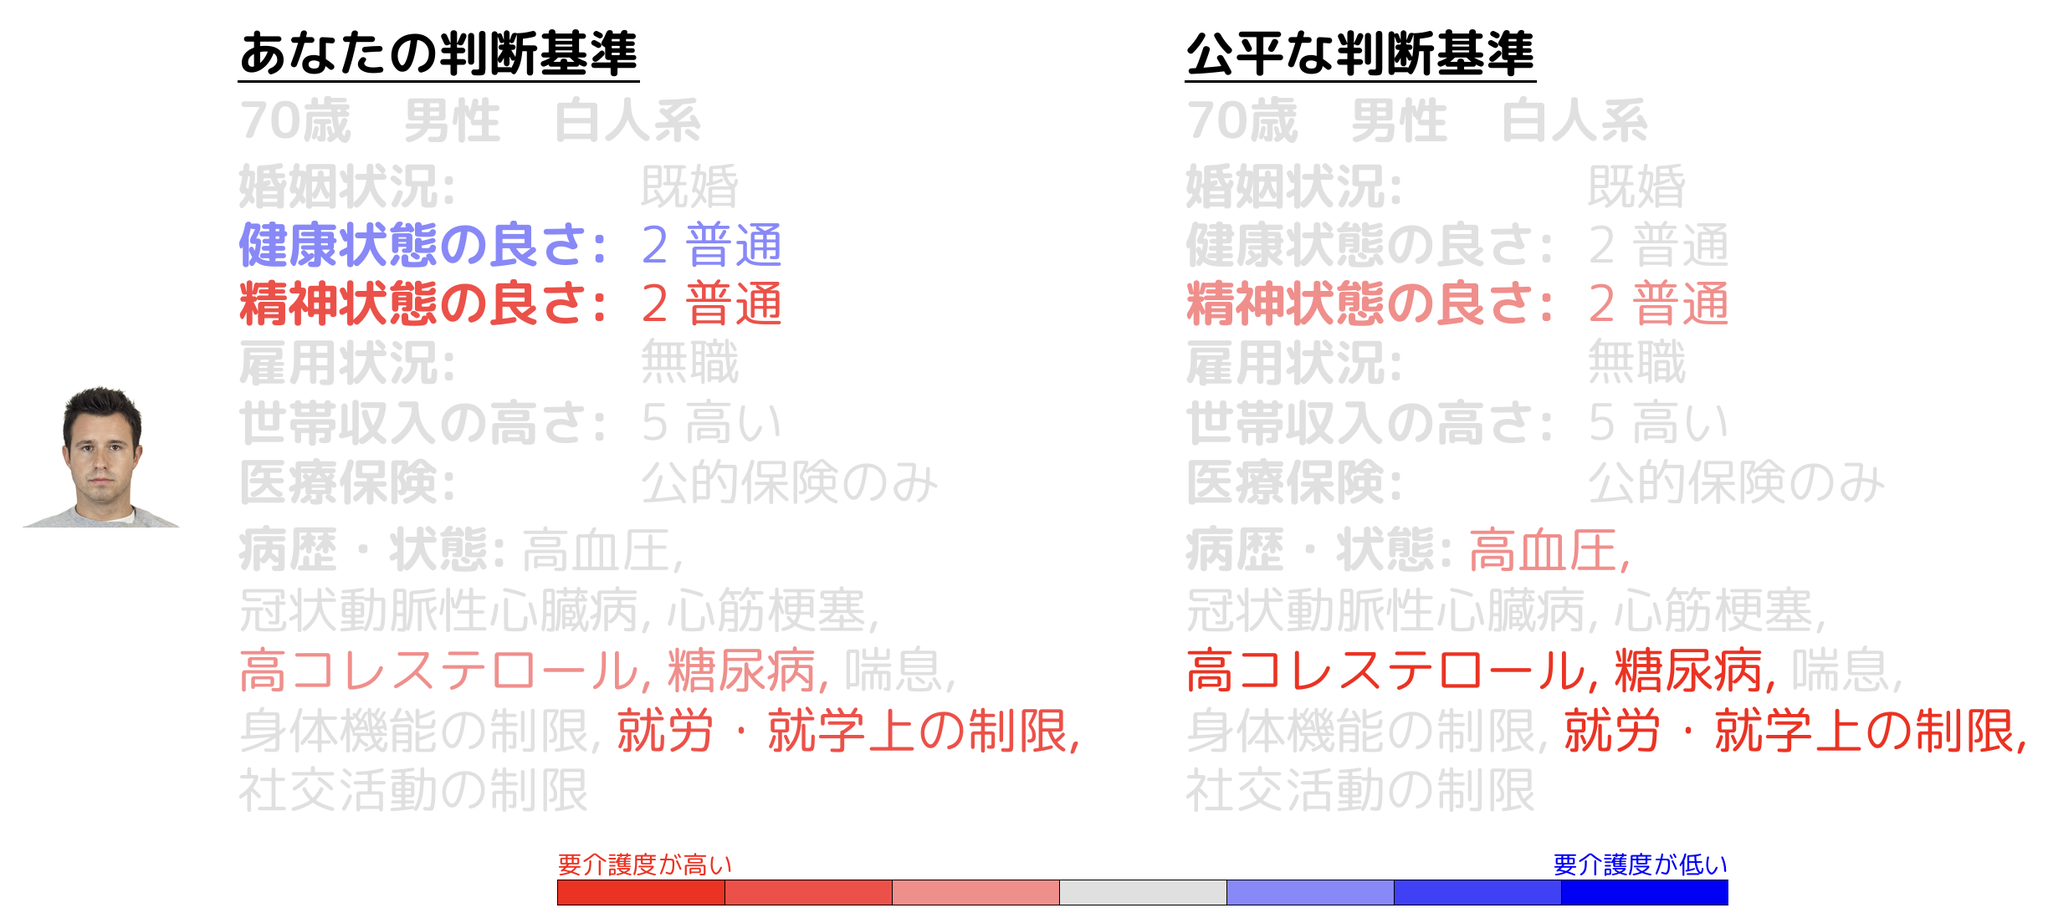 あなたの判断基準
70歳　男性　白人系
婚姻状況: 既婚
健康状態の良さ: 2 普通
精神状態の良さ: 2 普通
雇用状況: 無職
世帯収入の高さ: 5 高い
医療保険: 公的保険のみ
病歴・状態: 高血圧,
冠状動脈性心臓病, 心筋梗塞,
高コレステロール, 糖尿病, 喘息,
身体機能の制限, 就労・就学上の制限,
社交活動の制限
公平な判断基準
70歳　男性　白人系
婚姻状況: 既婚
健康状態の良さ: 2 普通
精神状態の良さ: 2 普通
雇用状況: 無職
世帯収入の高さ: 5 高い
医療保険: 公的保険のみ
病歴・状態: 高血圧,
冠状動脈性心臓病, 心筋梗塞,
高コレステロール, 糖尿病, 喘息,
身体機能の制限, 就労・就学上の制限,
社交活動の制限
要介護度が高い
要介護度が低い